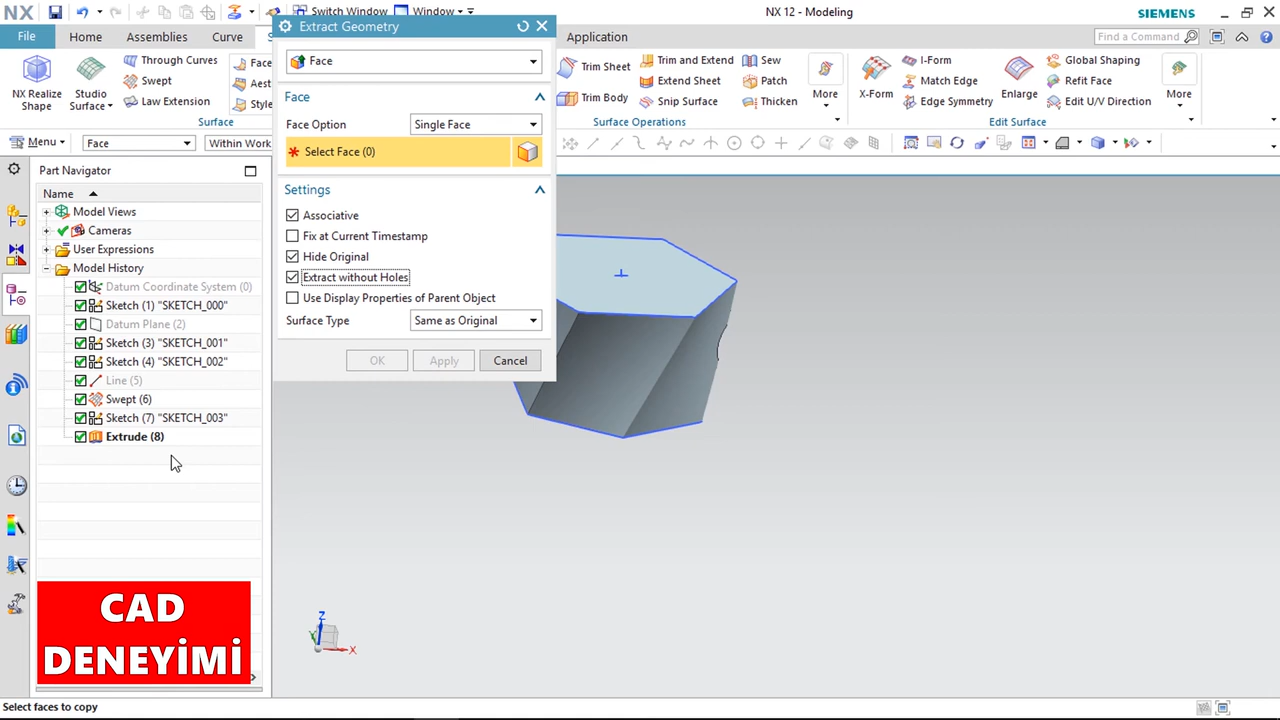 NX
Switch Window
Window
NX 12 - Modeling
SIEMENS
Extract Geometry
File
Home
Assemblies
Curve
Application
Find a Command
Face
NX Realize
Shape
Studio
Surface
Through Curves
Swept
Law Extension
Face
Surface
Trim Sheet
Trim Body
Trim and Extend
Extend Sheet
Snip Surface
Sew
Patch
Thicken
More
Surface Operations
X-Form
I-Form
Match Edge
Edge Symmetry
Enlarge
Global Shaping
Refit Face
Edit U/V Direction
More
Edit Surface
Menu
Face
Within Work
Face
Face Option
Single Face
* Select Face (0)
Settings
Associative
Fix at Current Timestamp
Hide Original
Extract without Holes
Use Display Properties of Parent Object
Surface Type
Same as Original
OK
Apply
Cancel
Part Navigator
Name
Model Views
Cameras
User Expressions
Model History
Datum Coordinate System (0)
Sketch (1) "SKETCH_000"
Datum Plane (2)
Sketch (3) "SKETCH_001"
Sketch (4) "SKETCH_002"
Line (5)
Swept (6)
Sketch (7) "SKETCH_003"
Extrude (8)
Z
Y
X
CAD
DENEYİMİ
Select faces to copy